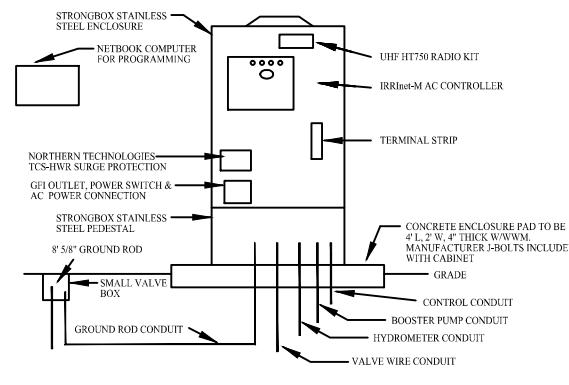 STRONGBOX STAINLESS
STEEL ENCLOSURE
NETBOOK COMPUTER
FOR PROGRAMMING
UHF HT750 RADIO KIT
IRRInet-M AC CONTROLLER
TERMINAL STRIP
NORTHERN TECHNOLOGIES
TCS-HWR SURGE PROTECTION
GFI OUTLET, POWER SWITCH &
AC POWER CONNECTION
STRONGBOX STAINLESS
STEEL PEDESTAL
CONCRETE ENCLOSURE PAD TO BE
4' L, 2' W, 4" THICK W/WWM.
MANUFACTURER J-BOLTS INCLUDE
WITH CABINET
8' 5/8" GROUND ROD
GRADE
SMALL VALVE
BOX
CONTROL CONDUIT
BOOSTER PUMP CONDUIT
GROUND ROD CONDUIT
HYDROMETER CONDUIT
VALVE WIRE CONDUIT